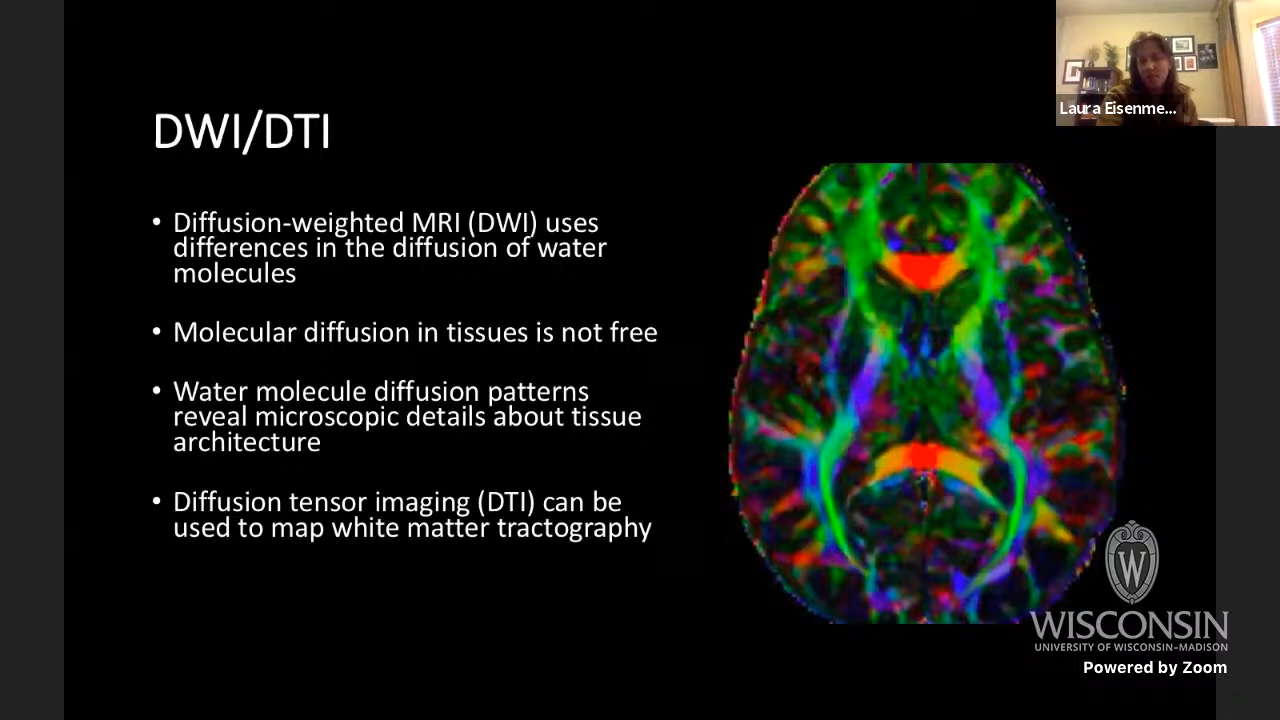 Laura Eisenme...
DWI/DTI
• Diffusion-weighted MRI (DWI) uses
differences in the diffusion of water
molecules
• Molecular diffusion in tissues is not free
• Water molecule diffusion patterns
reveal microscopic details about tissue
architecture
• Diffusion tensor imaging (DTI) can be
used to map white matter tractography
W
WISCONSIN
UNIVERSITY OF WISCONSIN-MADISON
Powered by Zoom